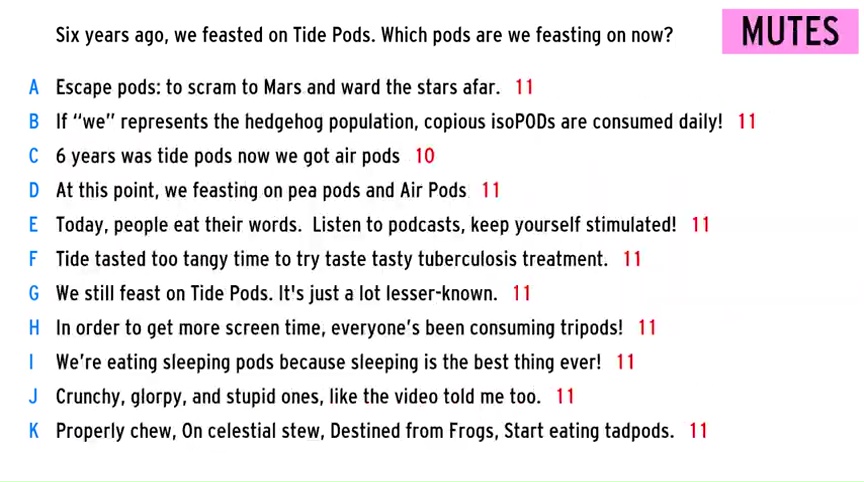 Six years ago, we feasted on Tide Pods. Which pods are we feasting on now?
MUTES
A Escape pods: to scram to Mars and ward the stars afar. 11
B If “we” represents the hedgehog population, copious isoPODs are consumed daily! 11
C 6 years was tide pods now we got air pods 10
D At this point, we feasting on pea pods and Air Pods 11
E Today, people eat their words. Listen to podcasts, keep yourself stimulated! 11
F Tide tasted too tangy time to try taste tasty tuberculosis treatment. 11
G We still feast on Tide Pods. It's just a lot lesser-known. 11
H In order to get more screen time, everyone’s been consuming tripods! 11
I We’re eating sleeping pods because sleeping is the best thing ever! 11
J Crunchy, glorpy, and stupid ones, like the video told me too. 11
K Properly chew, On celestial stew, Destined from Frogs, Start eating tadpods. 11